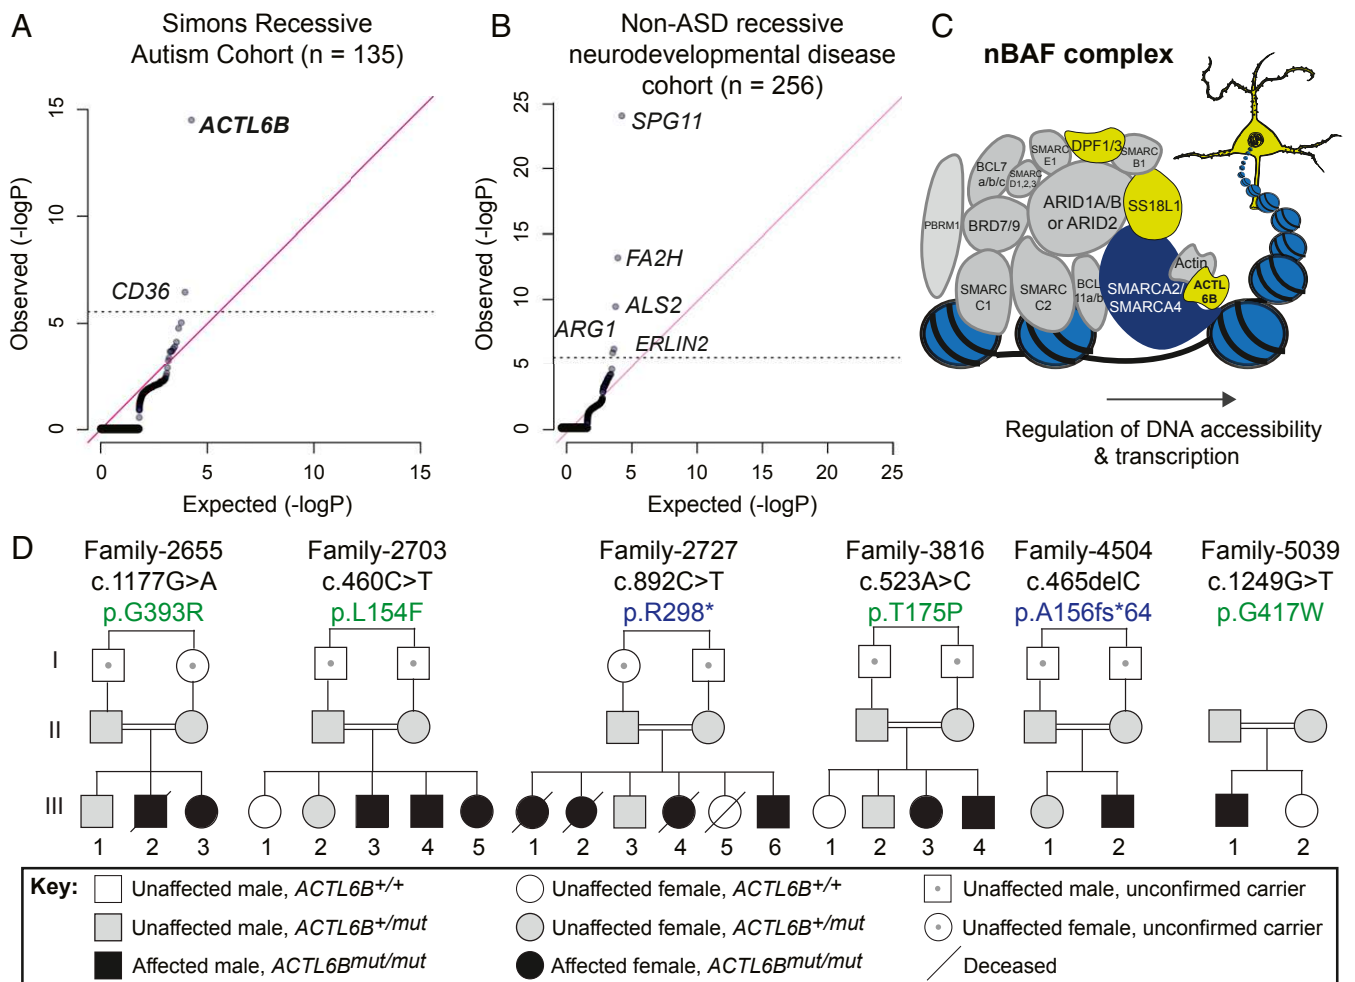 A
Simons Recessive
Autism Cohort (n = 135)
Observed (-logP)
15
10
5
0
ACTL6B
CD36
0 5 10 15
Expected (-logP)
B
Non-ASD recessive
neurodevelopmental disease
cohort (n = 256)
Observed (-logP)
25
20
15
10
5
0
SPG11
FA2H
ALS2
ARG1
ERLIN2
0 5 10 15 20 25
Expected (-logP)
C
nBAF complex
PBRM1
BCL7
a/b/c
SMARC
E1
SMARC
D1,2,3
DPF1/3
SMARC
B1
BRD7/9
ARID1A/B
or ARID2
SS18L1
SMARC
C1
SMARC
C2
BCL
11a/b
SMARCA2/
SMARCA4
Actin
ACTL
6B
Regulation of DNA accessibility
& transcription
D
Family-2655
c.1177G>A
p.G393R
Family-2703
c.460C>T
p.L154F
Family-2727
c.892C>T
p.R298*
Family-3816
c.523A>C
p.T175P
Family-4504
c.465delC
p.A156fs*64
Family-5039
c.1249G>T
p.G417W
I
II
III
1 2 3 1 2 3 4 5 1 2 3 4 5 6 1 2 3 4 1 2 1 2
Key:
Unaffected male, ACTL6B+/+
Unaffected female, ACTL6B+/+
Unaffected male, unconfirmed carrier
Unaffected male, ACTL6B+/mut
Unaffected female, ACTL6B+/mut
Unaffected female, unconfirmed carrier
Affected male, ACTL6Bmut/mut
Affected female, ACTL6Bmut/mut
Deceased